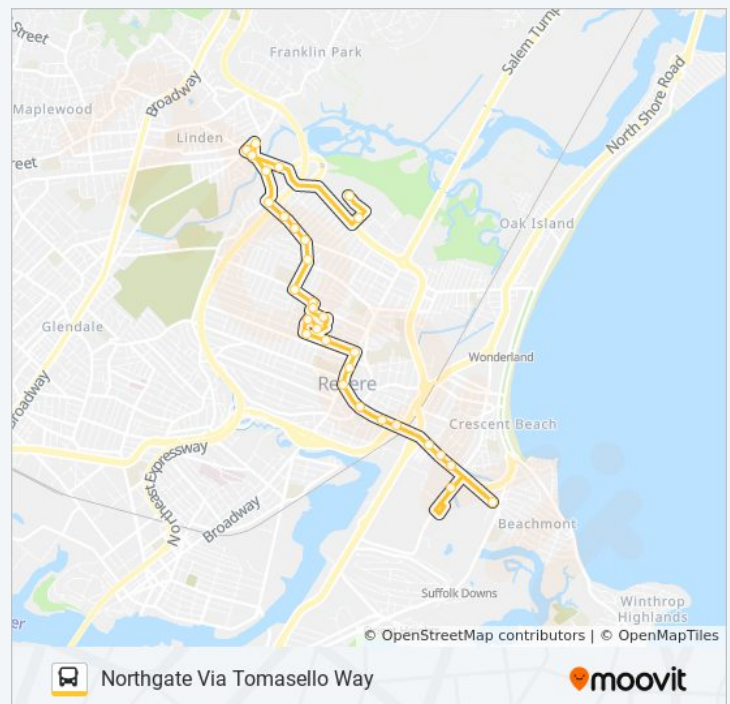 Street
Franklin Park
Salem Turnp
Broadway
North Shore Road
Maplewood
Linden
reet
Oak Island
Glendale
Wonderland
Revere
Broadway
Crescent Beach
Northeast Expressway
Broadway
Beachmont
Suffolk Downs
Winthrop
Highlands
© OpenStreetMap contributors | © OpenMapTiles
Northgate Via Tomasello Way
moovit